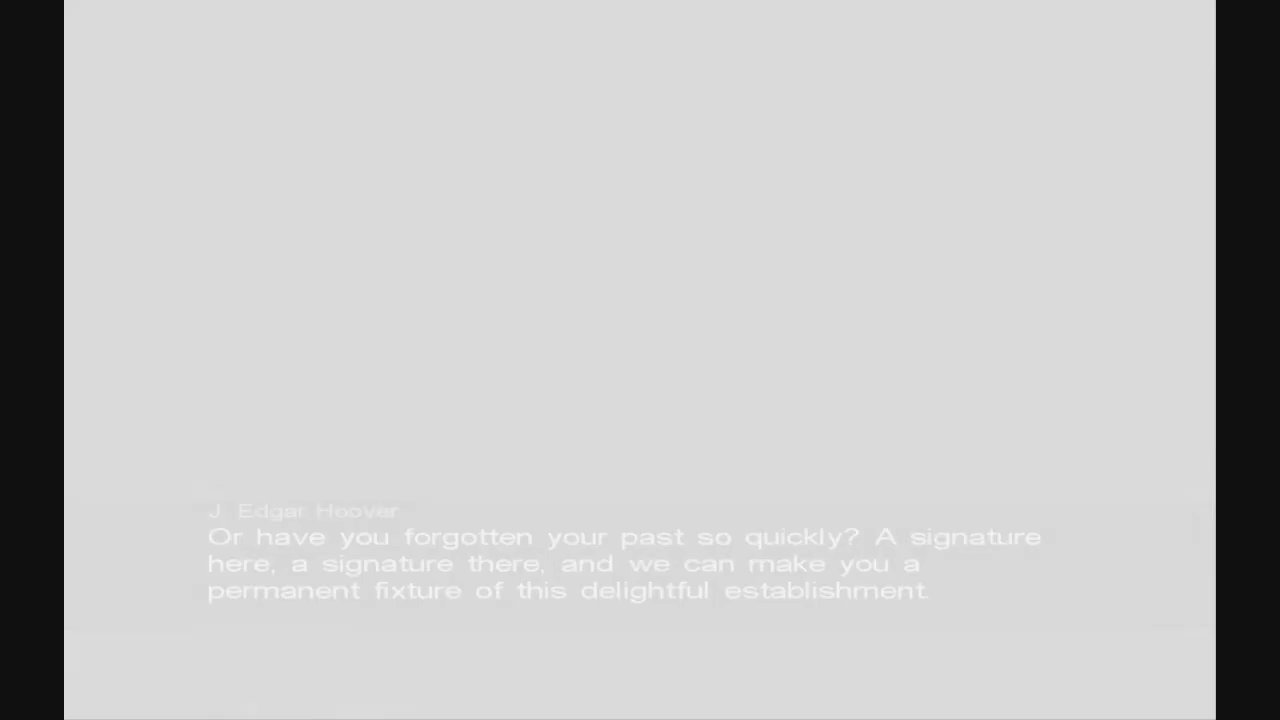 J. Edgar Hoover
Or have you forgotten your past so quickly? A signature
here, a signature there, and we can make you a
permanent fixture of this delightful establishment.